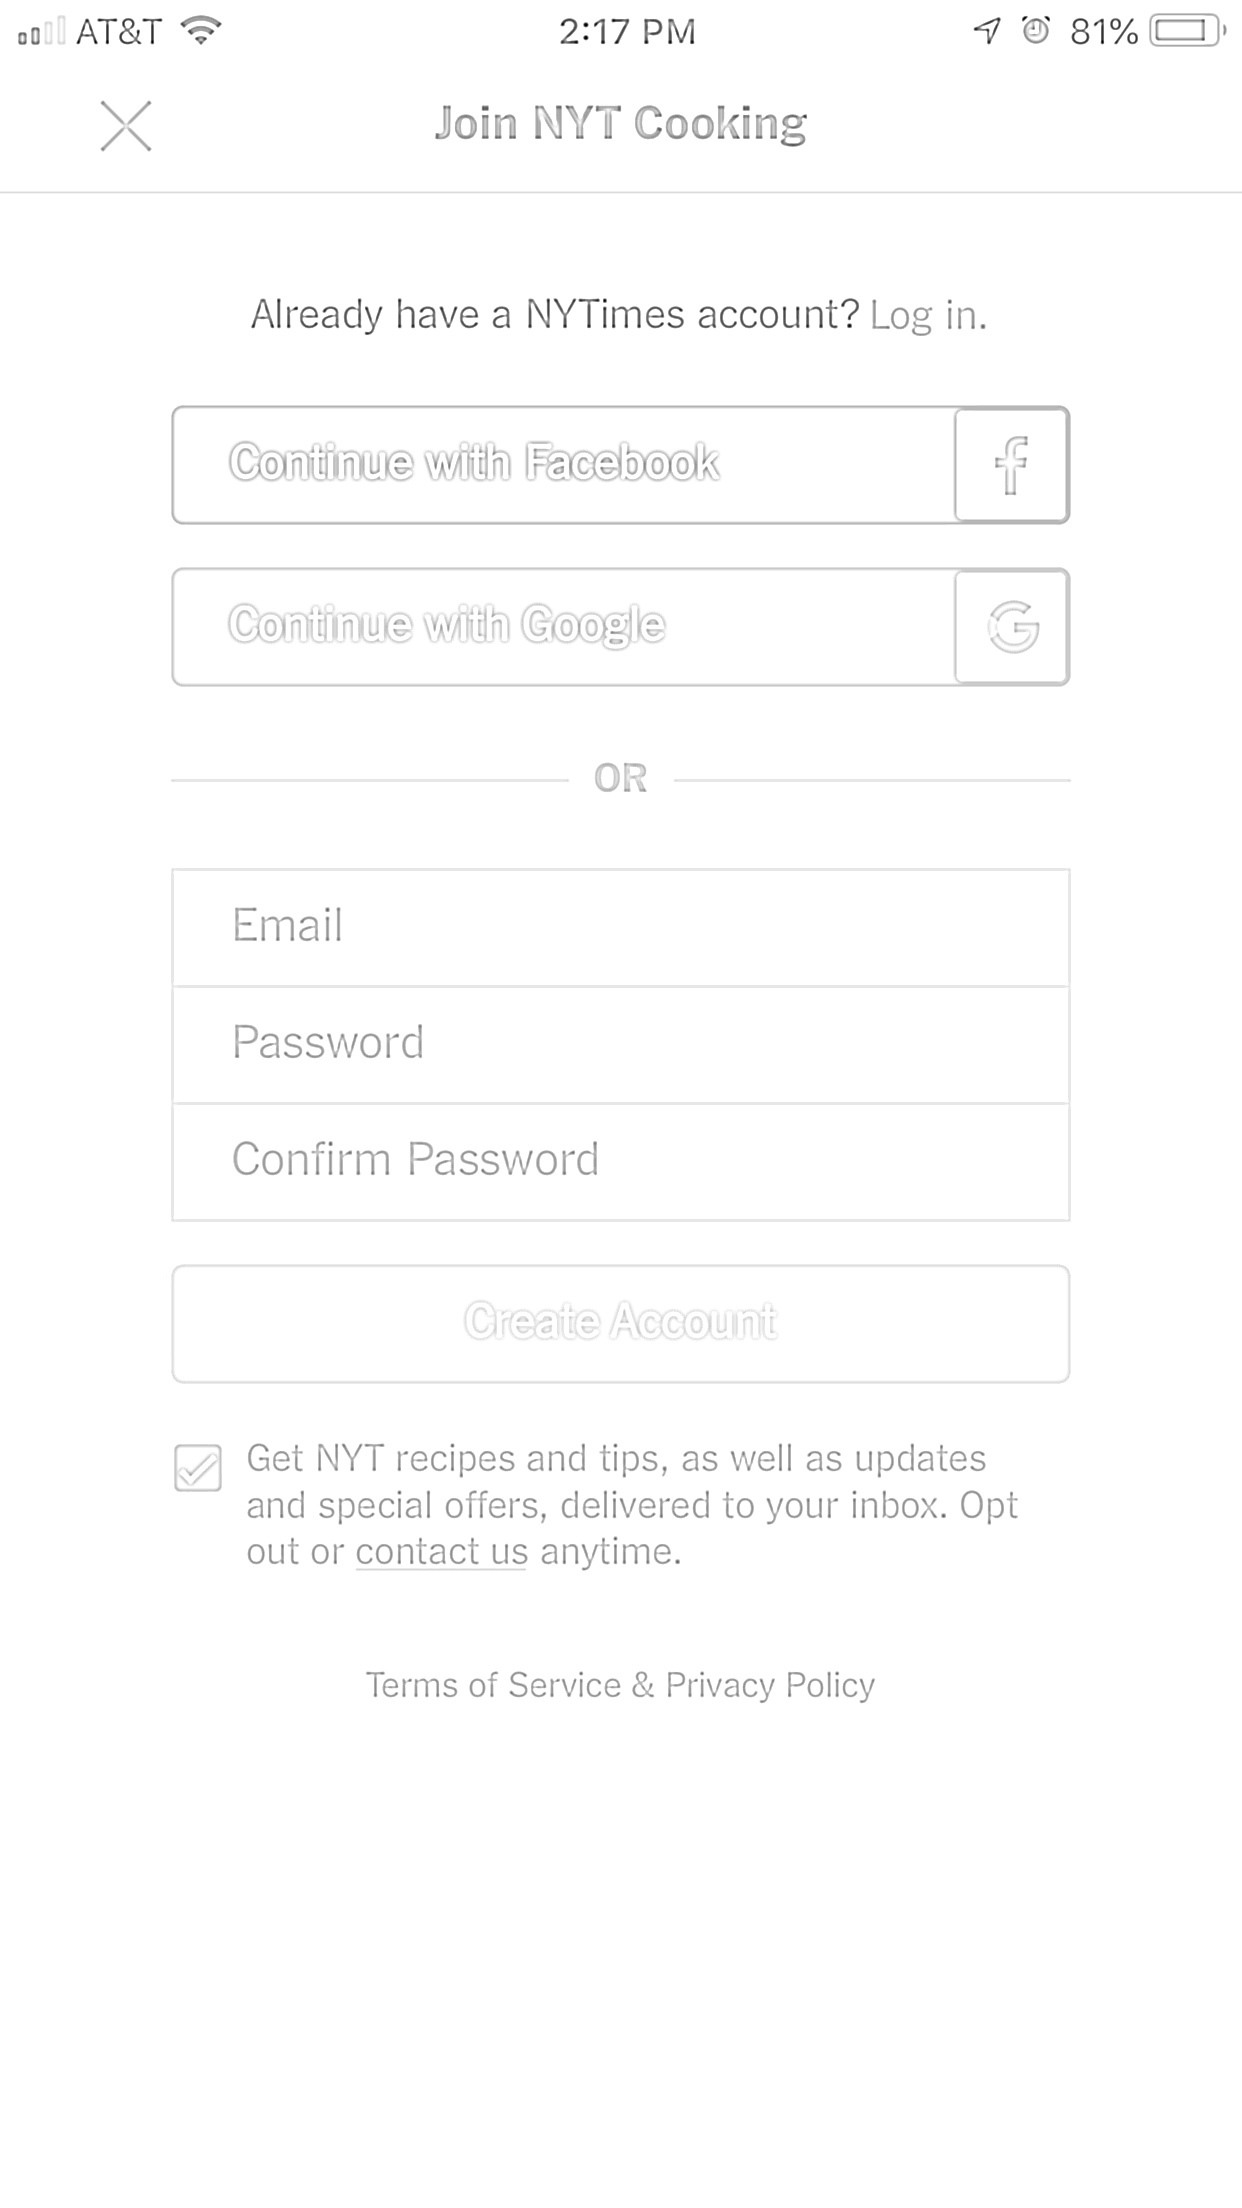 AT&T 2:17 PM 81%
Join NYT Cooking
Already have a NYTimes account? Log in.
Continue with Facebook
Continue with Google
OR
Email
Password
Confirm Password
Create Account
Get NYT recipes and tips, as well as updates
and special offers, delivered to your inbox. Opt
out or contact us anytime.
Terms of Service & Privacy Policy